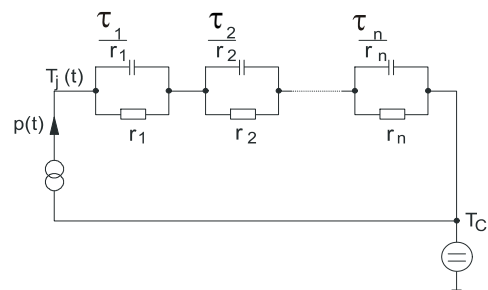 τ1 τ2 τn
r1 r2 rn
Tj (t)
r1 r2 rn
p(t)
TC